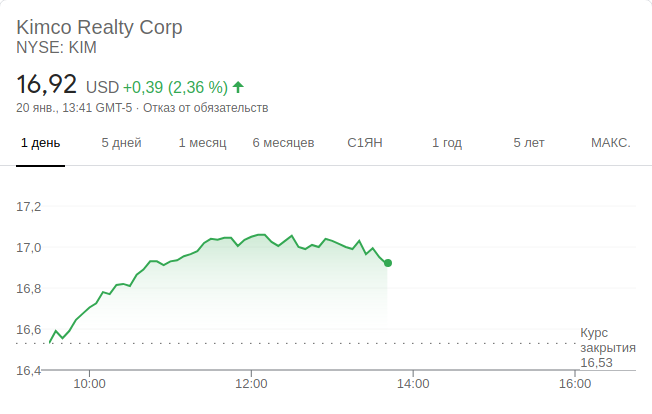 Kimco Realty Corp
NYSE: KIM
16,92 USD +0,39 (2,36 %)
20 янв., 13:41 GMT-5 · Отказ от обязательств
1 день 5 дней 1 месяц 6 месяцев С1ЯН 1 год 5 лет МАКС.
17,2
17,0
16,8
16,6
Курс
закрытия
16,53
16,4
10:00 12:00 14:00 16:00